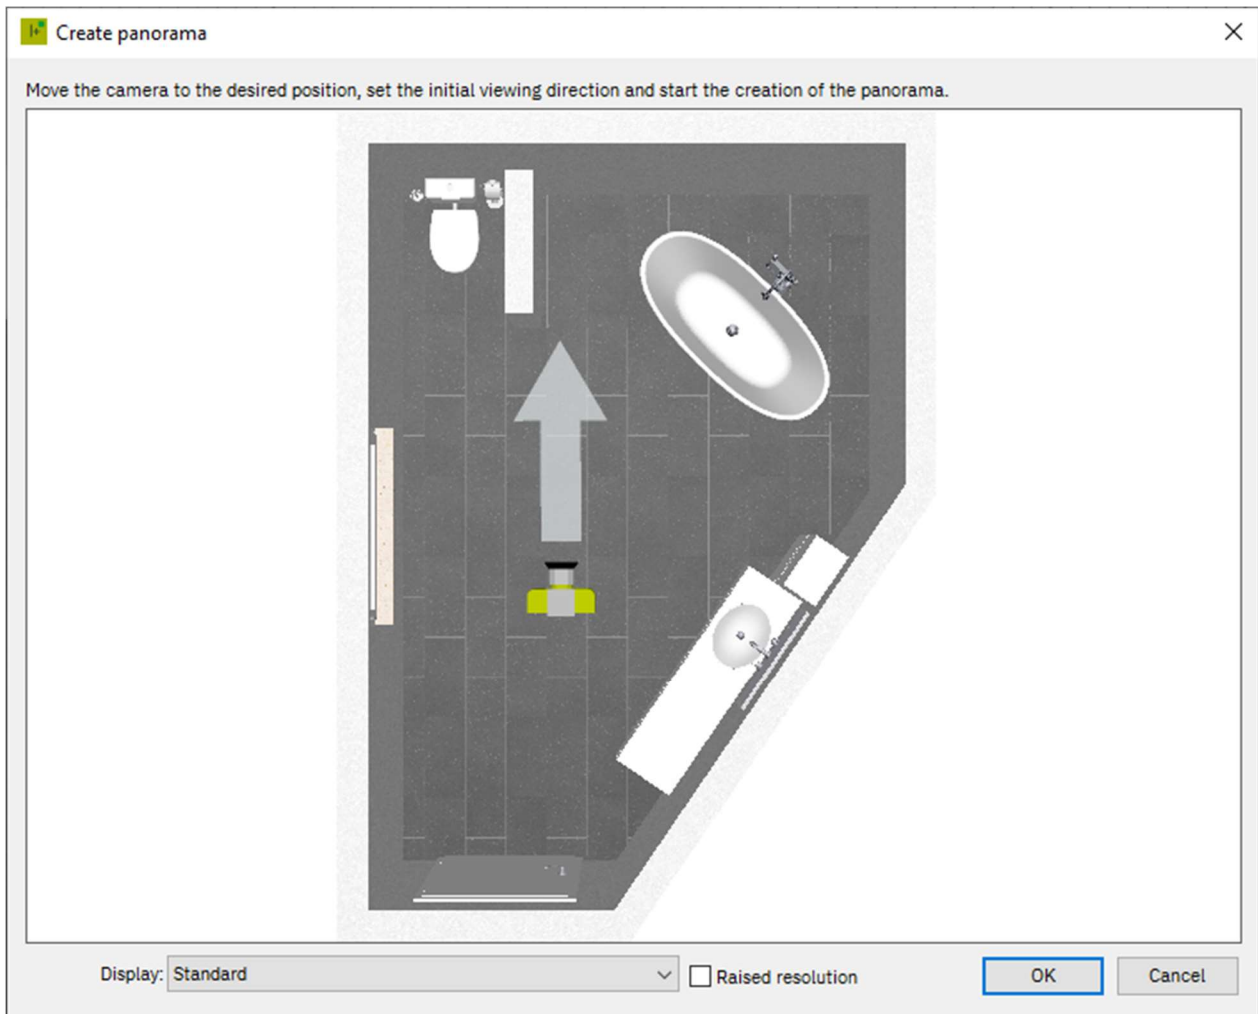 Create panorama
Move the camera to the desired position, set the initial viewing direction and start the creation of the panorama.
Display: Standard Raised resolution OK Cancel